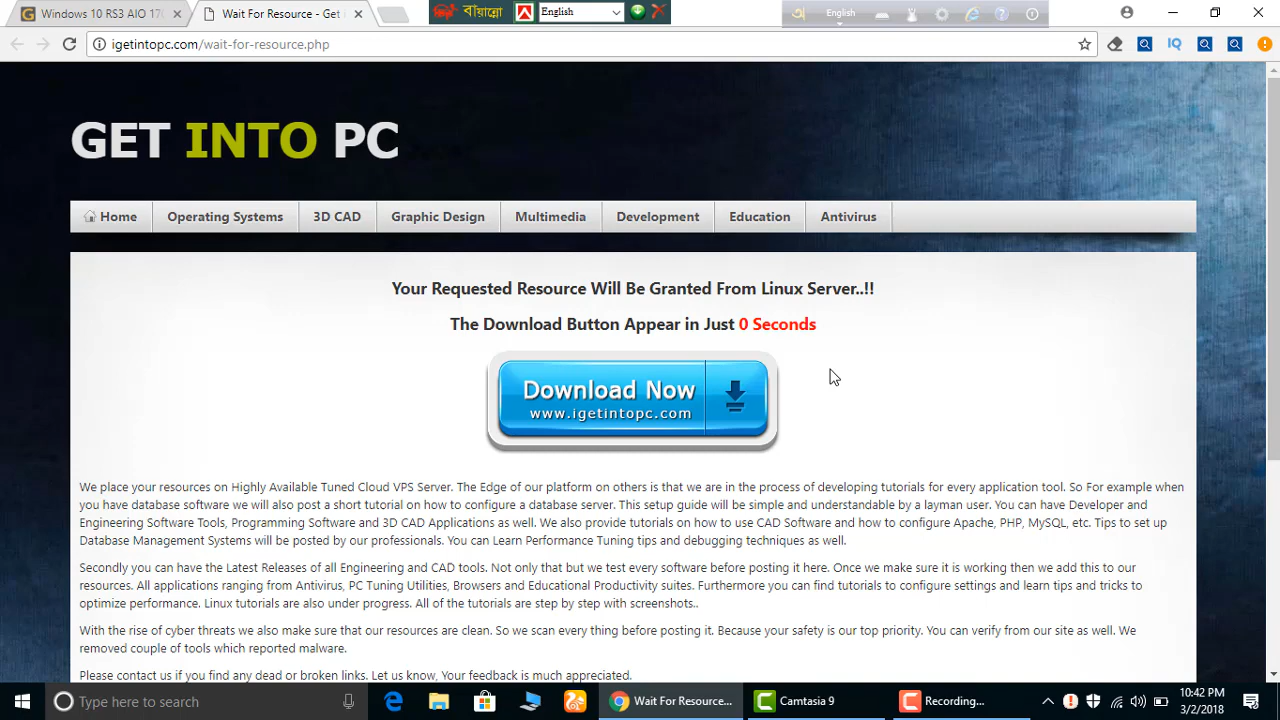 Windows 10 RS3 AIO 170
Wait For Resource - Get I
বায়ান্নো
English
English
igetintopc.com/wait-for-resource.php
IQ
GET INTO PC
Home
Operating Systems
3D CAD
Graphic Design
Multimedia
Development
Education
Antivirus
Your Requested Resource Will Be Granted From Linux Server..!!
The Download Button Appear in Just 0 Seconds
Download Now
www.igetintopc.com
We place your resources on Highly Available Tuned Cloud VPS Server. The Edge of our platform on others is that we are in the process of developing tutorials for every application tool. So For example when
you have database software we will also post a short tutorial on how to configure a database server. This setup guide will be simple and understandable by a layman user. You can have Developer and
Engineering Software Tools, Programming Software and 3D CAD Applications as well. We also provide tutorials on how to use CAD Software and how to configure Apache, PHP, MySQL, etc. Tips to set up
Database Management Systems will be posted by our professionals. You can Learn Performance Tuning tips and debugging techniques as well.
Secondly you can have the Latest Releases of all Engineering and CAD tools. Not only that but we test every software before posting it here. Once we make sure it is working then we add this to our
resources. All applications ranging from Antivirus, PC Tuning Utilities, Browsers and Educational Productivity suites. Furthermore you can find tutorials to configure settings and learn tips and tricks to
optimize performance. Linux tutorials are also under progress. All of the tutorials are step by step with screenshots..
With the rise of cyber threats we also make sure that our resources are clean. So we scan every thing before posting it. Because your safety is our top priority. You can verify from our site as well. We
removed couple of tools which reported malware.
Please contact us if you find any dead or broken links. Let us know, Your feedback is much appreciated.
Type here to search
Wait For Resource...
Camtasia 9
Recording...
10:42 PM
3/2/2018